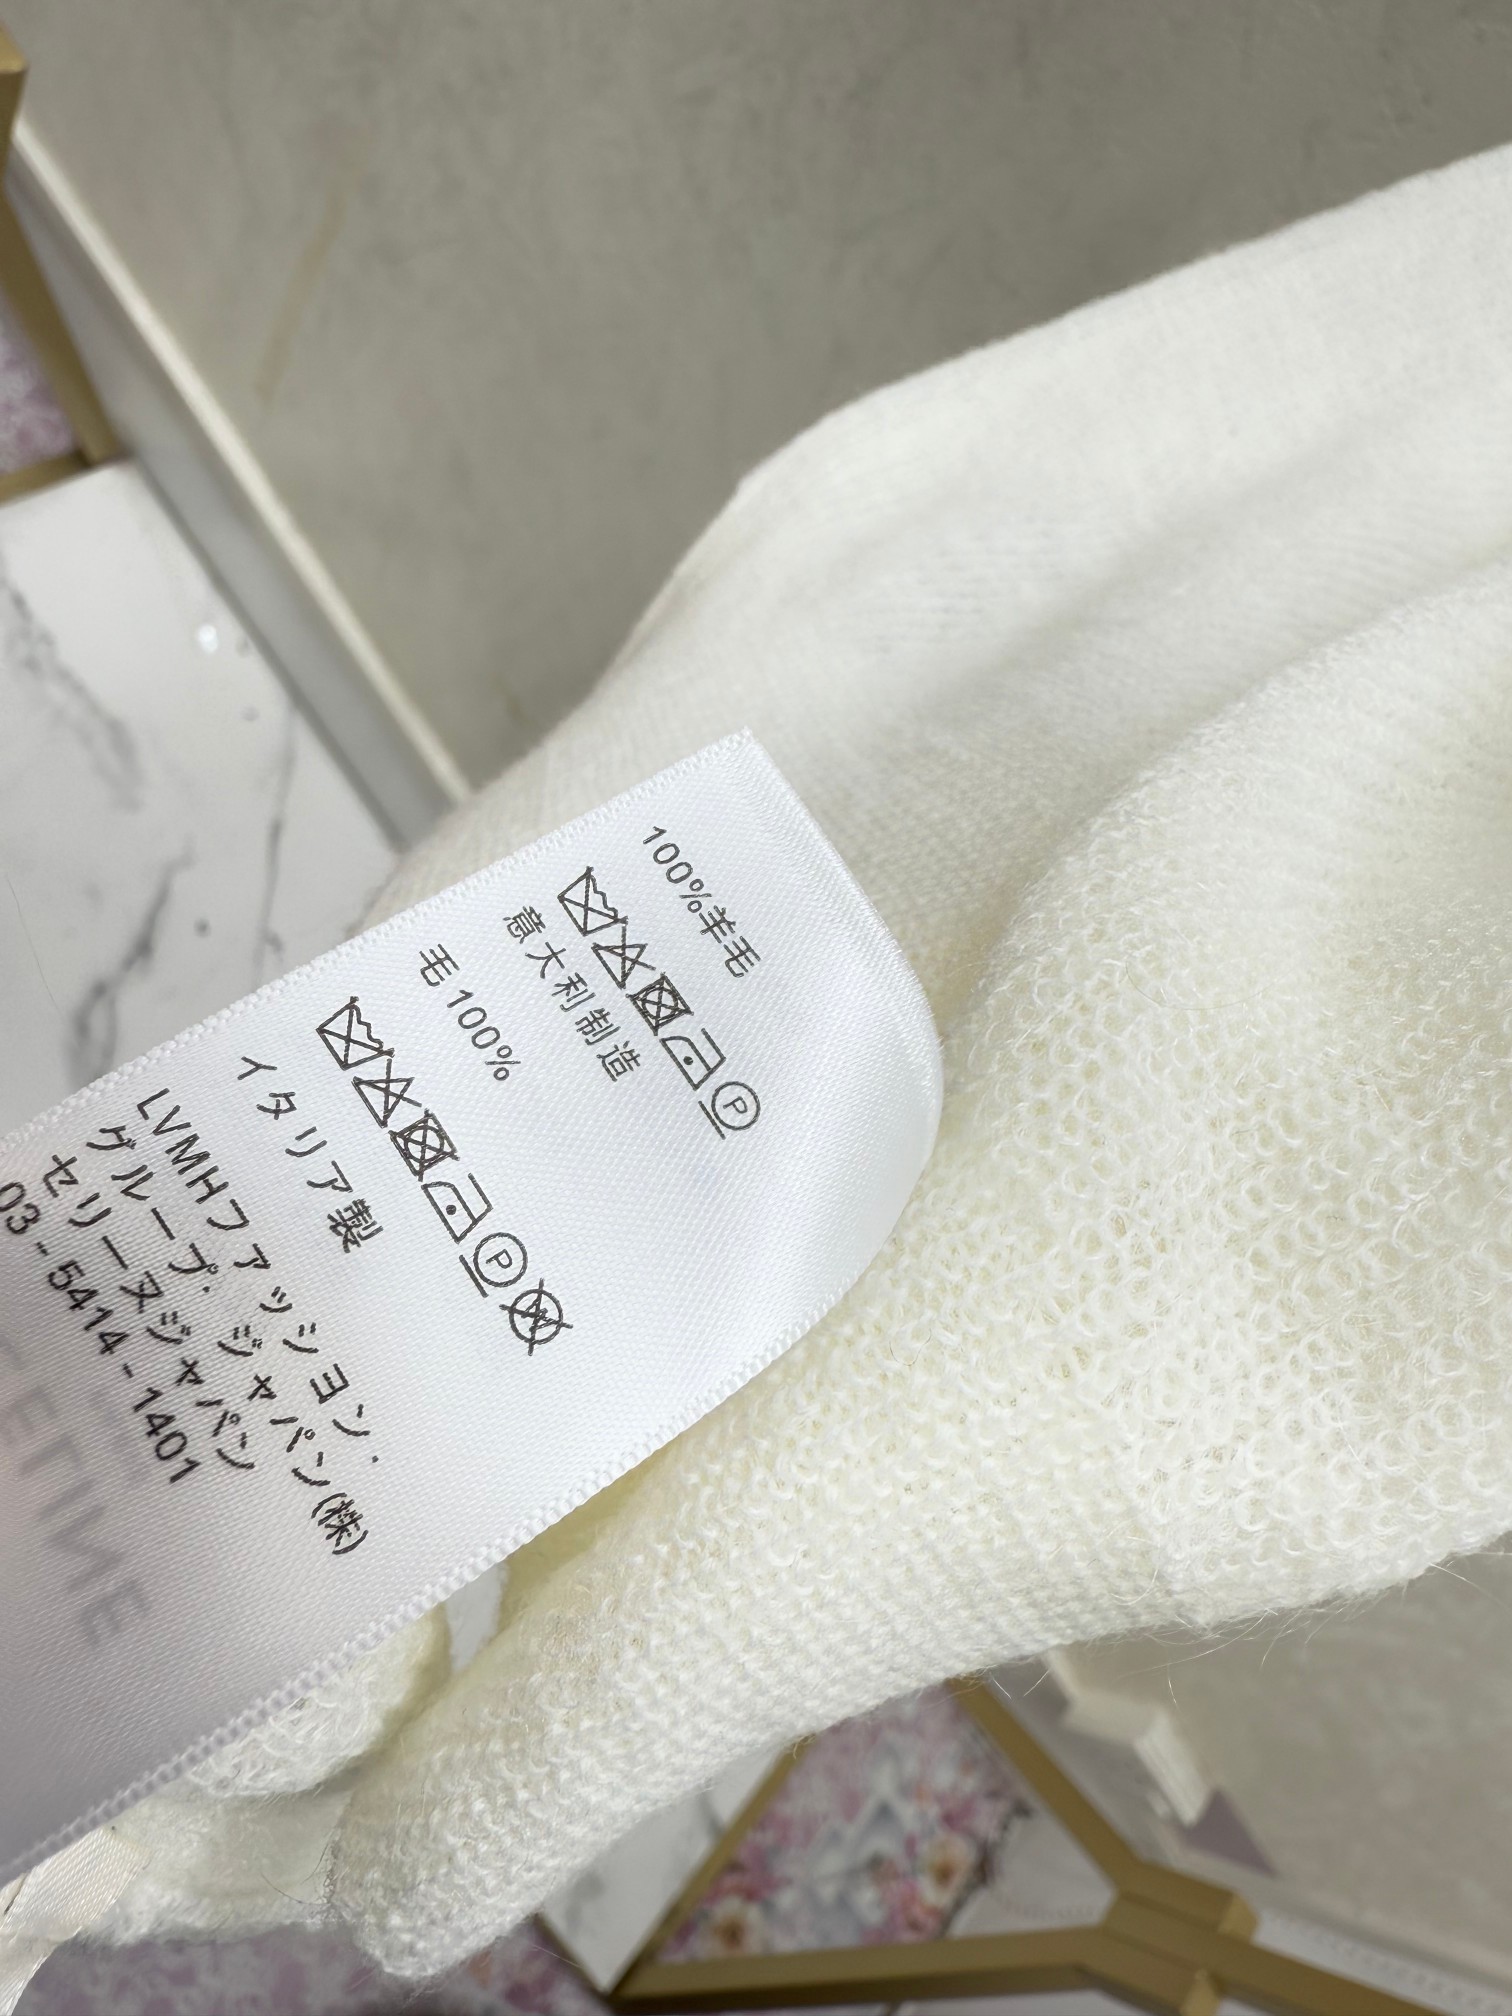 100%羊毛
P
意大利制造
毛 100%
P
W
イタリア製
LVMHファッション・
グループ・ジャパン(株)
セリーヌジャパン
03-5414-1401